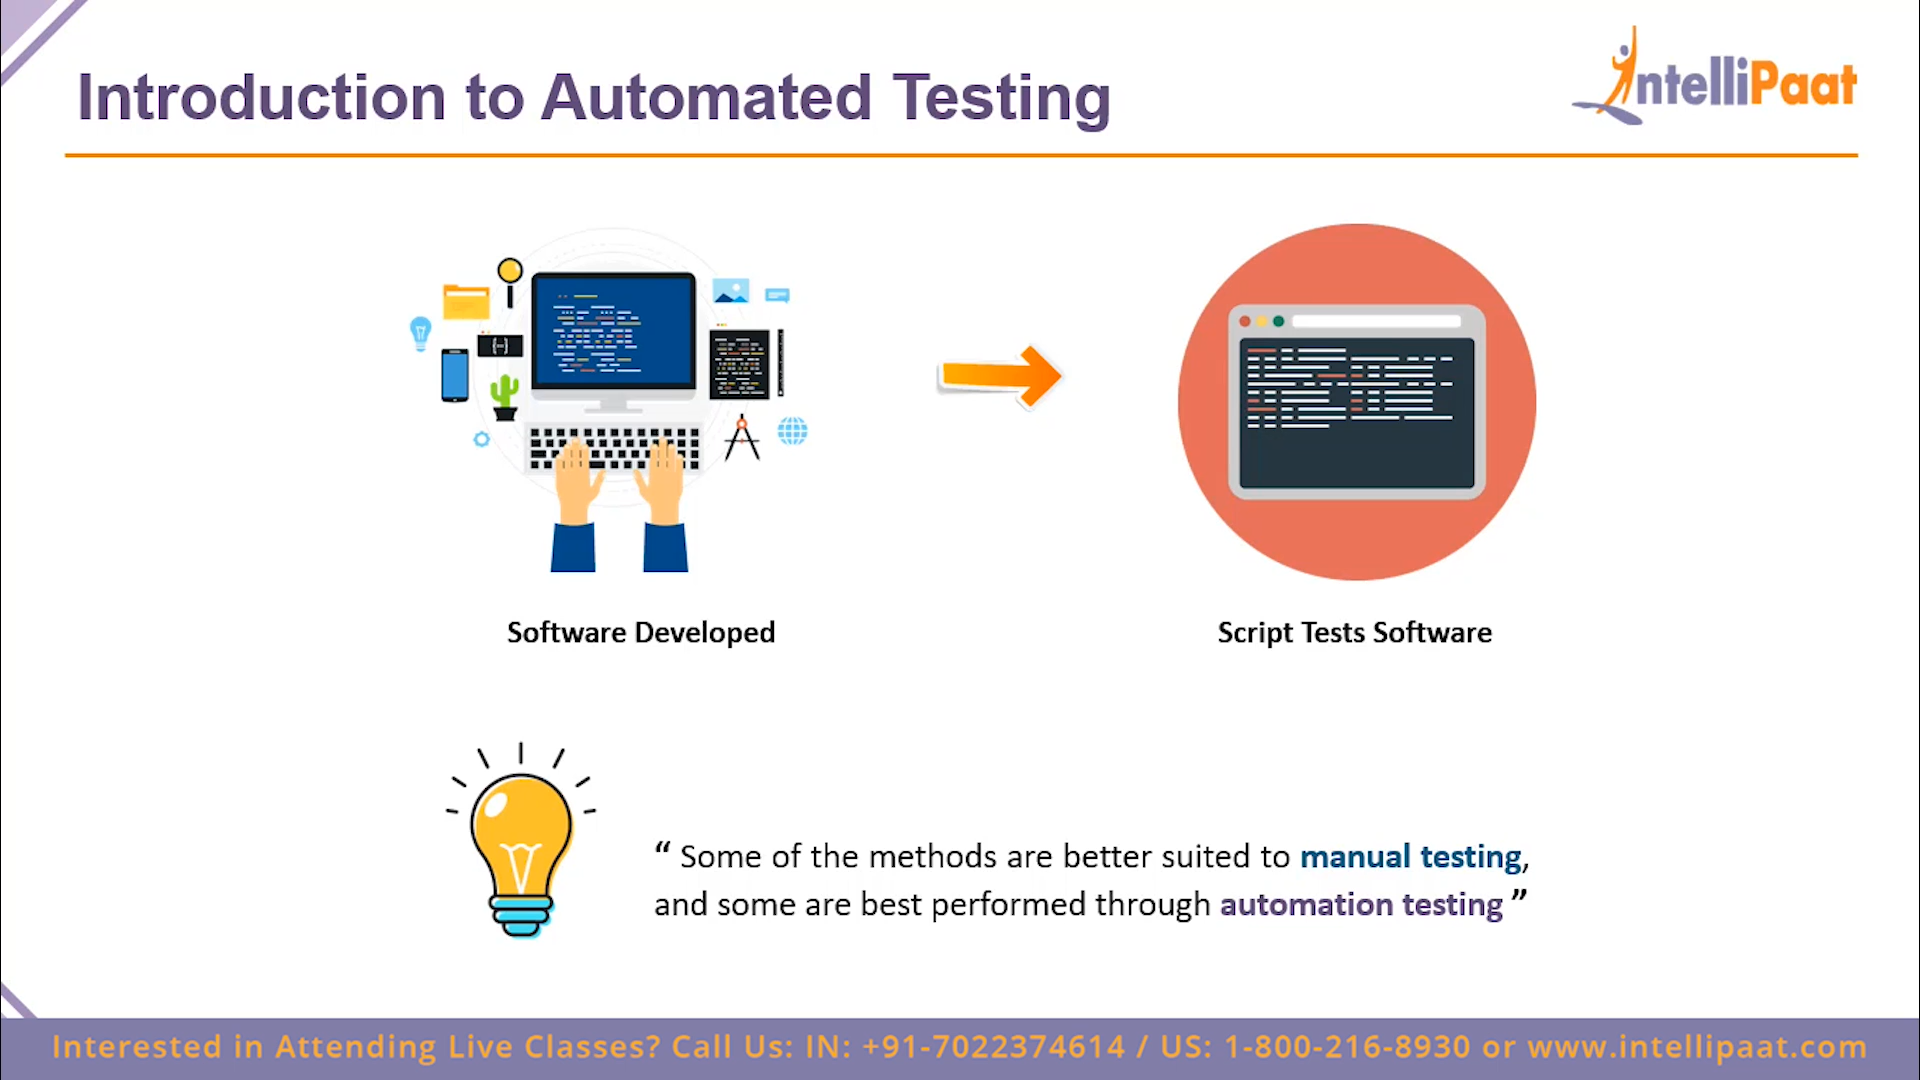 Introduction to Automated Testing
IntelliPaat
Software Developed
Script Tests Software
“ Some of the methods are better suited to manual testing,
and some are best performed through automation testing ”
Interested in Attending Live Classes? Call Us: IN: +91-7022374614 / US: 1-800-216-8930 or www.intellipaat.com